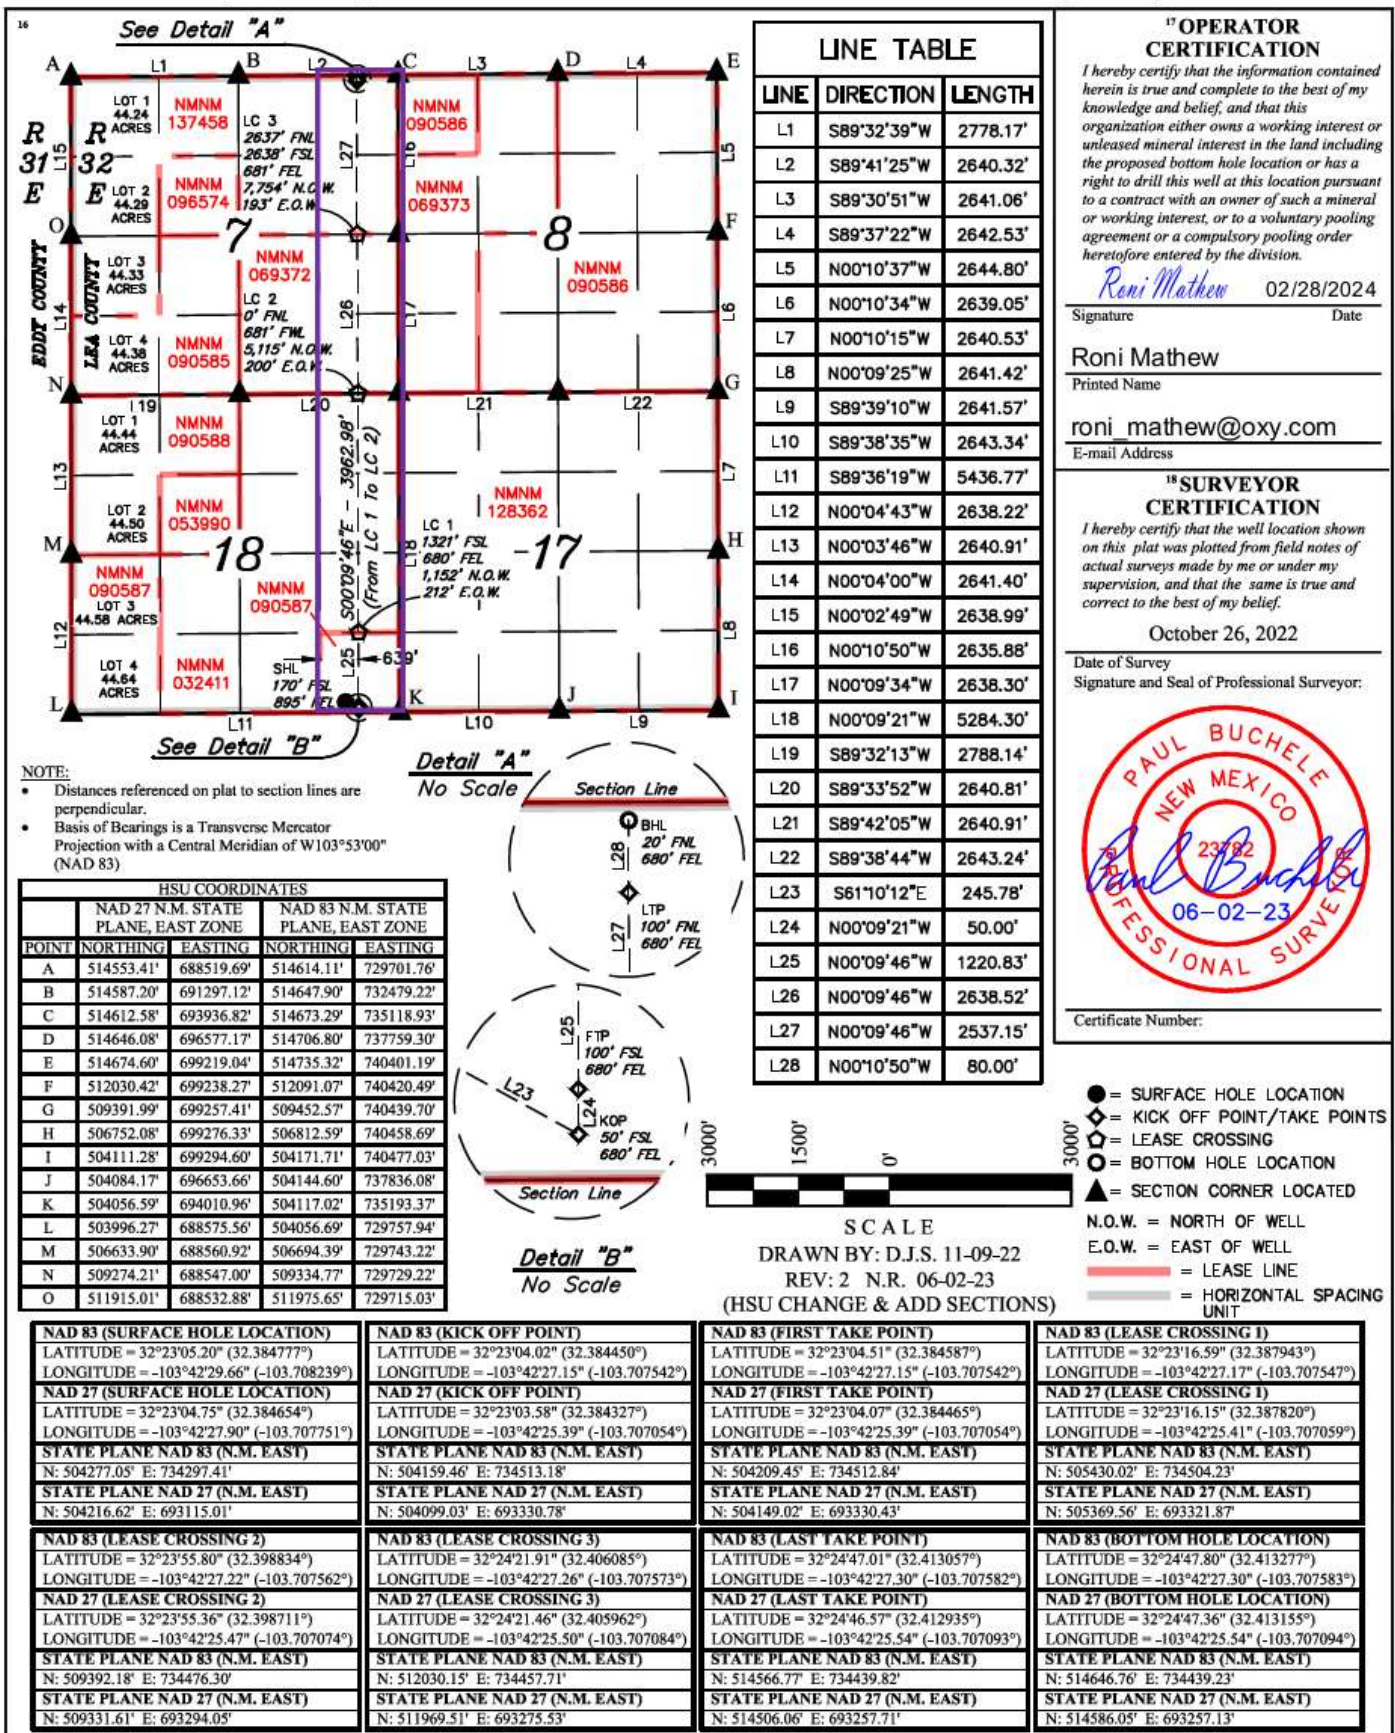 16
See Detail "A"
A
L1
B
L2
C
L3
D
L4
E
LOT 1
44.24
ACRES
NMNM
137458
LC 3
2637' FNL
2638' FSL
681' FEL
7,754' N.O.W.
193' E.O.W.
NMNM
090586
R R
31 32
E E
L15
L27
L16
L5
LOT 2
44.29
ACRES
NMNM
096574
NMNM
069373
O
7
8
F
EDDY COUNTY
LEA COUNTY
LOT 3
44.33
ACRES
NMNM
069372
NMNM
090586
LC 2
0' FNL
681' FWL
5,115' N.O.W.
200' E.O.W.
L14
L26
L17
L6
LOT 4
44.38
ACRES
NMNM
090585
N
L19
L20
L21
L22
G
LOT 1
44.44
ACRES
NMNM
090588
L13
L7
S00°09'46"E - 3962.98'
(From LC 1 To LC 2)
LOT 2
44.50
ACRES
NMNM
053990
NMNM
128362
LC 1
1321' FSL
680' FEL
1,152' N.O.W.
212' E.O.W.
M
18
L18
17
H
NMNM
090587
LOT 3
44.58 ACRES
NMNM
090587
L12
L8
LOT 4
44.64
ACRES
NMNM
032411
SHL
170' FSL
895' FEL
L25
639'
L
L11
K
L10
J
L9
I
See Detail "B"
NOTE:
• Distances referenced on plat to section lines are
perpendicular.
• Basis of Bearings is a Transverse Mercator
Projection with a Central Meridian of W103°53'00"
(NAD 83)
Detail "A"
No Scale
Section Line
BHL
20' FNL
680' FEL
L28
LTP
100' FNL
680' FEL
L27
L25
FTP
100' FSL
680' FEL
L23
L24
KOP
50' FSL
680' FEL
Section Line
Detail "B"
No Scale
HSU COORDINATES
NAD 27 N.M. STATE PLANE, EAST ZONE NAD 83 N.M. STATE PLANE, EAST ZONE
POINT NORTHING EASTING NORTHING EASTING
A 514553.41' 688519.69' 514614.11' 729701.76'
B 514587.20' 691297.12' 514647.90' 732479.22'
C 514612.58' 693936.82' 514673.29' 735118.93'
D 514646.08' 696577.17' 514706.80' 737759.30'
E 514674.60' 699219.04' 514735.32' 740401.19'
F 512030.42' 699238.27' 512091.07' 740420.49'
G 509391.99' 699257.41' 509452.57' 740439.70'
H 506752.08' 699276.33' 506812.59' 740458.69'
I 504111.28' 699294.60' 504171.71' 740477.03'
J 504084.17' 696653.66' 504144.60' 737836.08'
K 504056.59' 694010.96' 504117.02' 735193.37'
L 503996.27' 688575.56' 504056.69' 729757.94'
M 506633.90' 688560.92' 506694.39' 729743.22'
N 509274.21' 688547.00' 509334.77' 729729.22'
O 511915.01' 688532.88' 511975.65' 729715.03'
LINE TABLE
LINE DIRECTION LENGTH
L1 S89°32'39"W 2778.17'
L2 S89°41'25"W 2640.32'
L3 S89°30'51"W 2641.06'
L4 S89°37'22"W 2642.53'
L5 N00°10'37"W 2644.80'
L6 N00°10'34"W 2639.05'
L7 N00°10'15"W 2640.53'
L8 N00°09'25"W 2641.42'
L9 S89°39'10"W 2641.57'
L10 S89°38'35"W 2643.34'
L11 S89°36'19"W 5436.77'
L12 N00°04'43"W 2638.22'
L13 N00°03'46"W 2640.91'
L14 N00°04'00"W 2641.40'
L15 N00°02'49"W 2638.99'
L16 N00°10'50"W 2635.88'
L17 N00°09'34"W 2638.30'
L18 N00°09'21"W 5284.30'
L19 S89°32'13"W 2788.14'
L20 S89°33'52"W 2640.81'
L21 S89°42'05"W 2640.91'
L22 S89°38'44"W 2643.24'
L23 S61°10'12"E 245.78'
L24 N00°09'21"W 50.00'
L25 N00°09'46"W 1220.83'
L26 N00°09'46"W 2638.52'
L27 N00°09'46"W 2537.15'
L28 N00°10'50"W 80.00'
17 OPERATOR
CERTIFICATION
I hereby certify that the information contained
herein is true and complete to the best of my
knowledge and belief, and that this
organization either owns a working interest or
unleased mineral interest in the land including
the proposed bottom hole location or has a
right to drill this well at this location pursuant
to a contract with an owner of such a mineral
or working interest, or to a voluntary pooling
agreement or a compulsory pooling order
heretofore entered by the division.
Roni Mathew 02/28/2024
Signature Date
Roni Mathew
Printed Name
roni_mathew@oxy.com
E-mail Address
18 SURVEYOR
CERTIFICATION
I hereby certify that the well location shown
on this plat was plotted from field notes of
actual surveys made by me or under my
supervision, and that the same is true and
correct to the best of my belief.
October 26, 2022
Date of Survey
Signature and Seal of Professional Surveyor:
PAUL BUCHELE
NEW MEXICO
23782
Paul Buchele
06-02-23
PROFESSIONAL SURVEYOR
Certificate Number:
● = SURFACE HOLE LOCATION
= KICK OFF POINT/TAKE POINTS
= LEASE CROSSING
= BOTTOM HOLE LOCATION
▲ = SECTION CORNER LOCATED
N.O.W. = NORTH OF WELL
E.O.W. = EAST OF WELL
= LEASE LINE
= HORIZONTAL SPACING
UNIT
3000' 1500' 0' 3000'
SCALE
DRAWN BY: D.J.S. 11-09-22
REV: 2 N.R. 06-02-23
(HSU CHANGE & ADD SECTIONS)
NAD 83 (SURFACE HOLE LOCATION)
LATITUDE = 32°23'05.20" (32.384777°)
LONGITUDE = -103°42'29.66" (-103.708239°)
NAD 27 (SURFACE HOLE LOCATION)
LATITUDE = 32°23'04.75" (32.384654°)
LONGITUDE = -103°42'27.90" (-103.707751°)
STATE PLANE NAD 83 (N.M. EAST)
N: 504277.05' E: 734297.41'
STATE PLANE NAD 27 (N.M. EAST)
N: 504216.62' E: 693115.01'
NAD 83 (KICK OFF POINT)
LATITUDE = 32°23'04.02" (32.384450°)
LONGITUDE = -103°42'27.15" (-103.707542°)
NAD 27 (KICK OFF POINT)
LATITUDE = 32°23'03.58" (32.384327°)
LONGITUDE = -103°42'25.39" (-103.707054°)
STATE PLANE NAD 83 (N.M. EAST)
N: 504159.46' E: 734513.18'
STATE PLANE NAD 27 (N.M. EAST)
N: 504099.03' E: 693330.78'
NAD 83 (FIRST TAKE POINT)
LATITUDE = 32°23'04.51" (32.384587°)
LONGITUDE = -103°42'27.15" (-103.707542°)
NAD 27 (FIRST TAKE POINT)
LATITUDE = 32°23'04.07" (32.384465°)
LONGITUDE = -103°42'25.39" (-103.707054°)
STATE PLANE NAD 83 (N.M. EAST)
N: 504209.45' E: 734512.84'
STATE PLANE NAD 27 (N.M. EAST)
N: 504149.02' E: 693330.43'
NAD 83 (LEASE CROSSING 1)
LATITUDE = 32°23'16.59" (32.387943°)
LONGITUDE = -103°42'27.17" (-103.707547°)
NAD 27 (LEASE CROSSING 1)
LATITUDE = 32°23'16.15" (32.387820°)
LONGITUDE = -103°42'25.41" (-103.707059°)
STATE PLANE NAD 83 (N.M. EAST)
N: 505430.02' E: 734504.23'
STATE PLANE NAD 27 (N.M. EAST)
N: 505369.56' E: 693321.87'
NAD 83 (LEASE CROSSING 2)
LATITUDE = 32°23'55.80" (32.398834°)
LONGITUDE = -103°42'27.22" (-103.707562°)
NAD 27 (LEASE CROSSING 2)
LATITUDE = 32°23'55.36" (32.398711°)
LONGITUDE = -103°42'25.47" (-103.707074°)
STATE PLANE NAD 83 (N.M. EAST)
N: 509392.18' E: 734476.30'
STATE PLANE NAD 27 (N.M. EAST)
N: 509331.61' E: 693294.05'
NAD 83 (LEASE CROSSING 3)
LATITUDE = 32°24'21.91" (32.406085°)
LONGITUDE = -103°42'27.26" (-103.707573°)
NAD 27 (LEASE CROSSING 3)
LATITUDE = 32°24'21.46" (32.405962°)
LONGITUDE = -103°42'25.50" (-103.707084°)
STATE PLANE NAD 83 (N.M. EAST)
N: 512030.15' E: 734457.71'
STATE PLANE NAD 27 (N.M. EAST)
N: 511969.51' E: 693275.53'
NAD 83 (LAST TAKE POINT)
LATITUDE = 32°24'47.01" (32.413057°)
LONGITUDE = -103°42'27.30" (-103.707582°)
NAD 27 (LAST TAKE POINT)
LATITUDE = 32°24'46.57" (32.412935°)
LONGITUDE = -103°42'25.54" (-103.707093°)
STATE PLANE NAD 83 (N.M. EAST)
N: 514566.77' E: 734439.82'
STATE PLANE NAD 27 (N.M. EAST)
N: 514506.06' E: 693257.71'
NAD 83 (BOTTOM HOLE LOCATION)
LATITUDE = 32°24'47.80" (32.413277°)
LONGITUDE = -103°42'27.30" (-103.707583°)
NAD 27 (BOTTOM HOLE LOCATION)
LATITUDE = 32°24'47.36" (32.413155°)
LONGITUDE = -103°42'25.54" (-103.707094°)
STATE PLANE NAD 83 (N.M. EAST)
N: 514646.76' E: 734439.23'
STATE PLANE NAD 27 (N.M. EAST)
N: 514586.05' E: 693257.13'